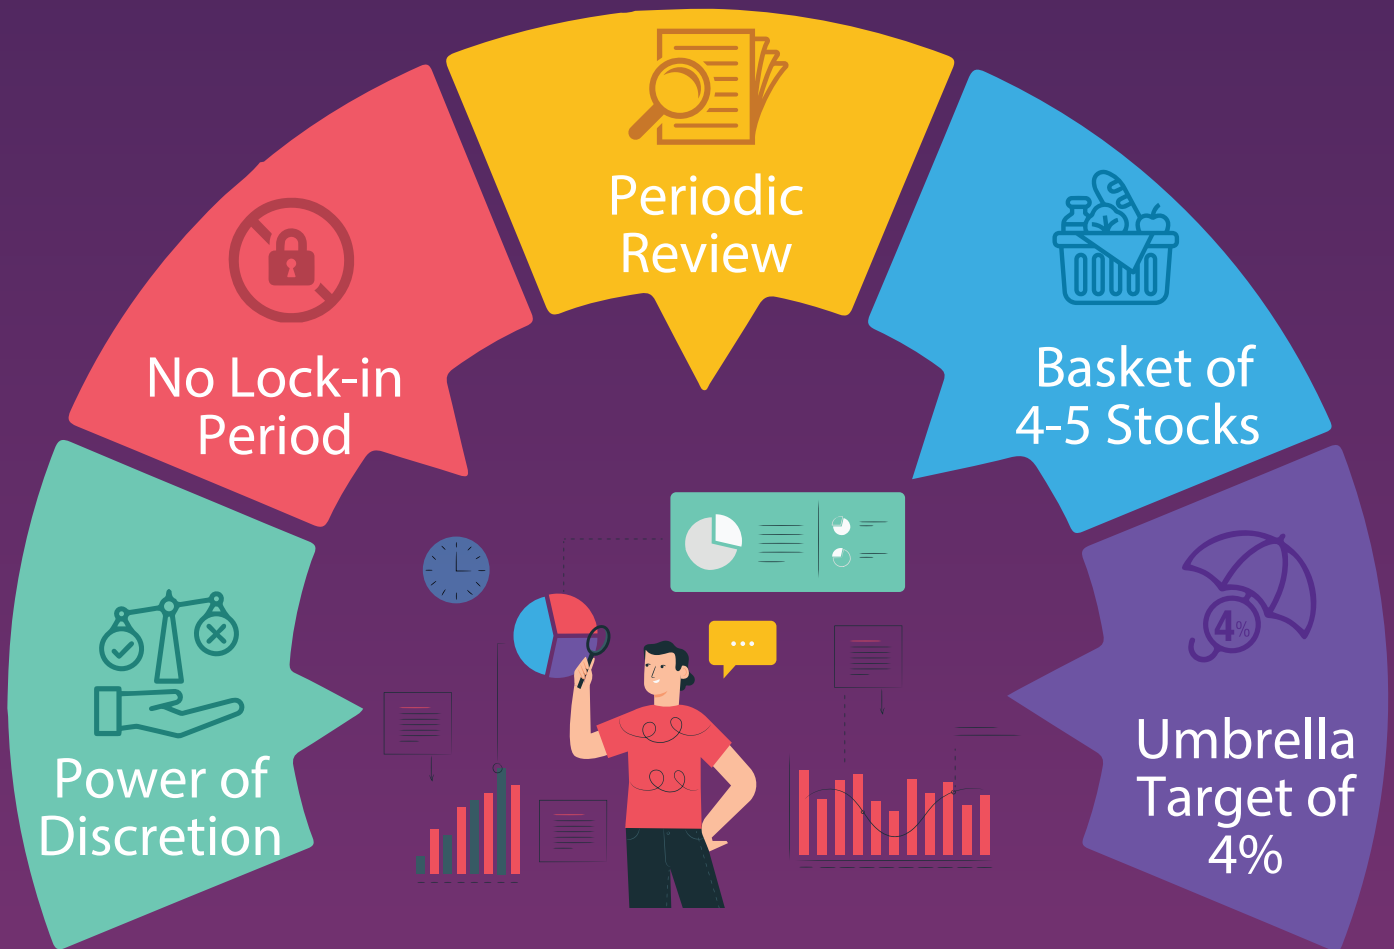 Periodic
Review
No Lock-in
Period
Basket of
4-5 Stocks
Power of
Discretion
4%
Umbrella
Target of
4%
...